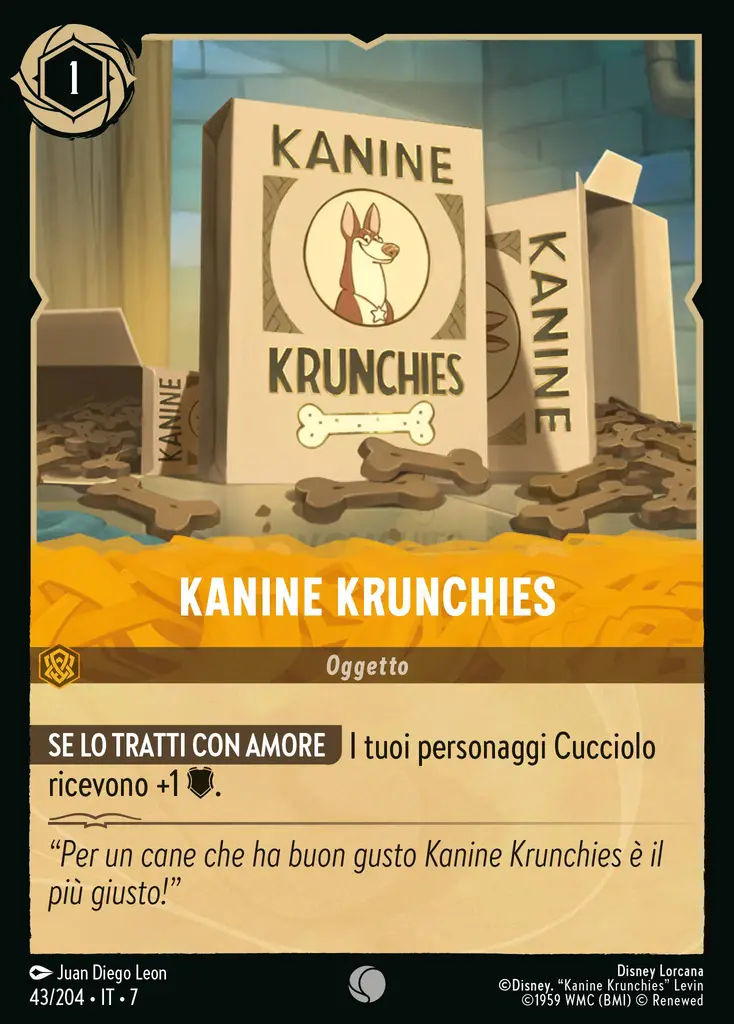 1
KANINE
KRUNCHIES
KANINE
KANINE
KANINE KRUNCHIES
Oggetto
SE LO TRATTI CON AMORE I tuoi personaggi Cucciolo
ricevono +1 .
“Per un cane che ha buon gusto Kanine Krunchies è il
più giusto!”
Juan Diego Leon
43/204 • IT • 7
Disney Lorcana
©Disney. “Kanine Krunchies” Levin
©1959 WMC (BMI) © Renewed